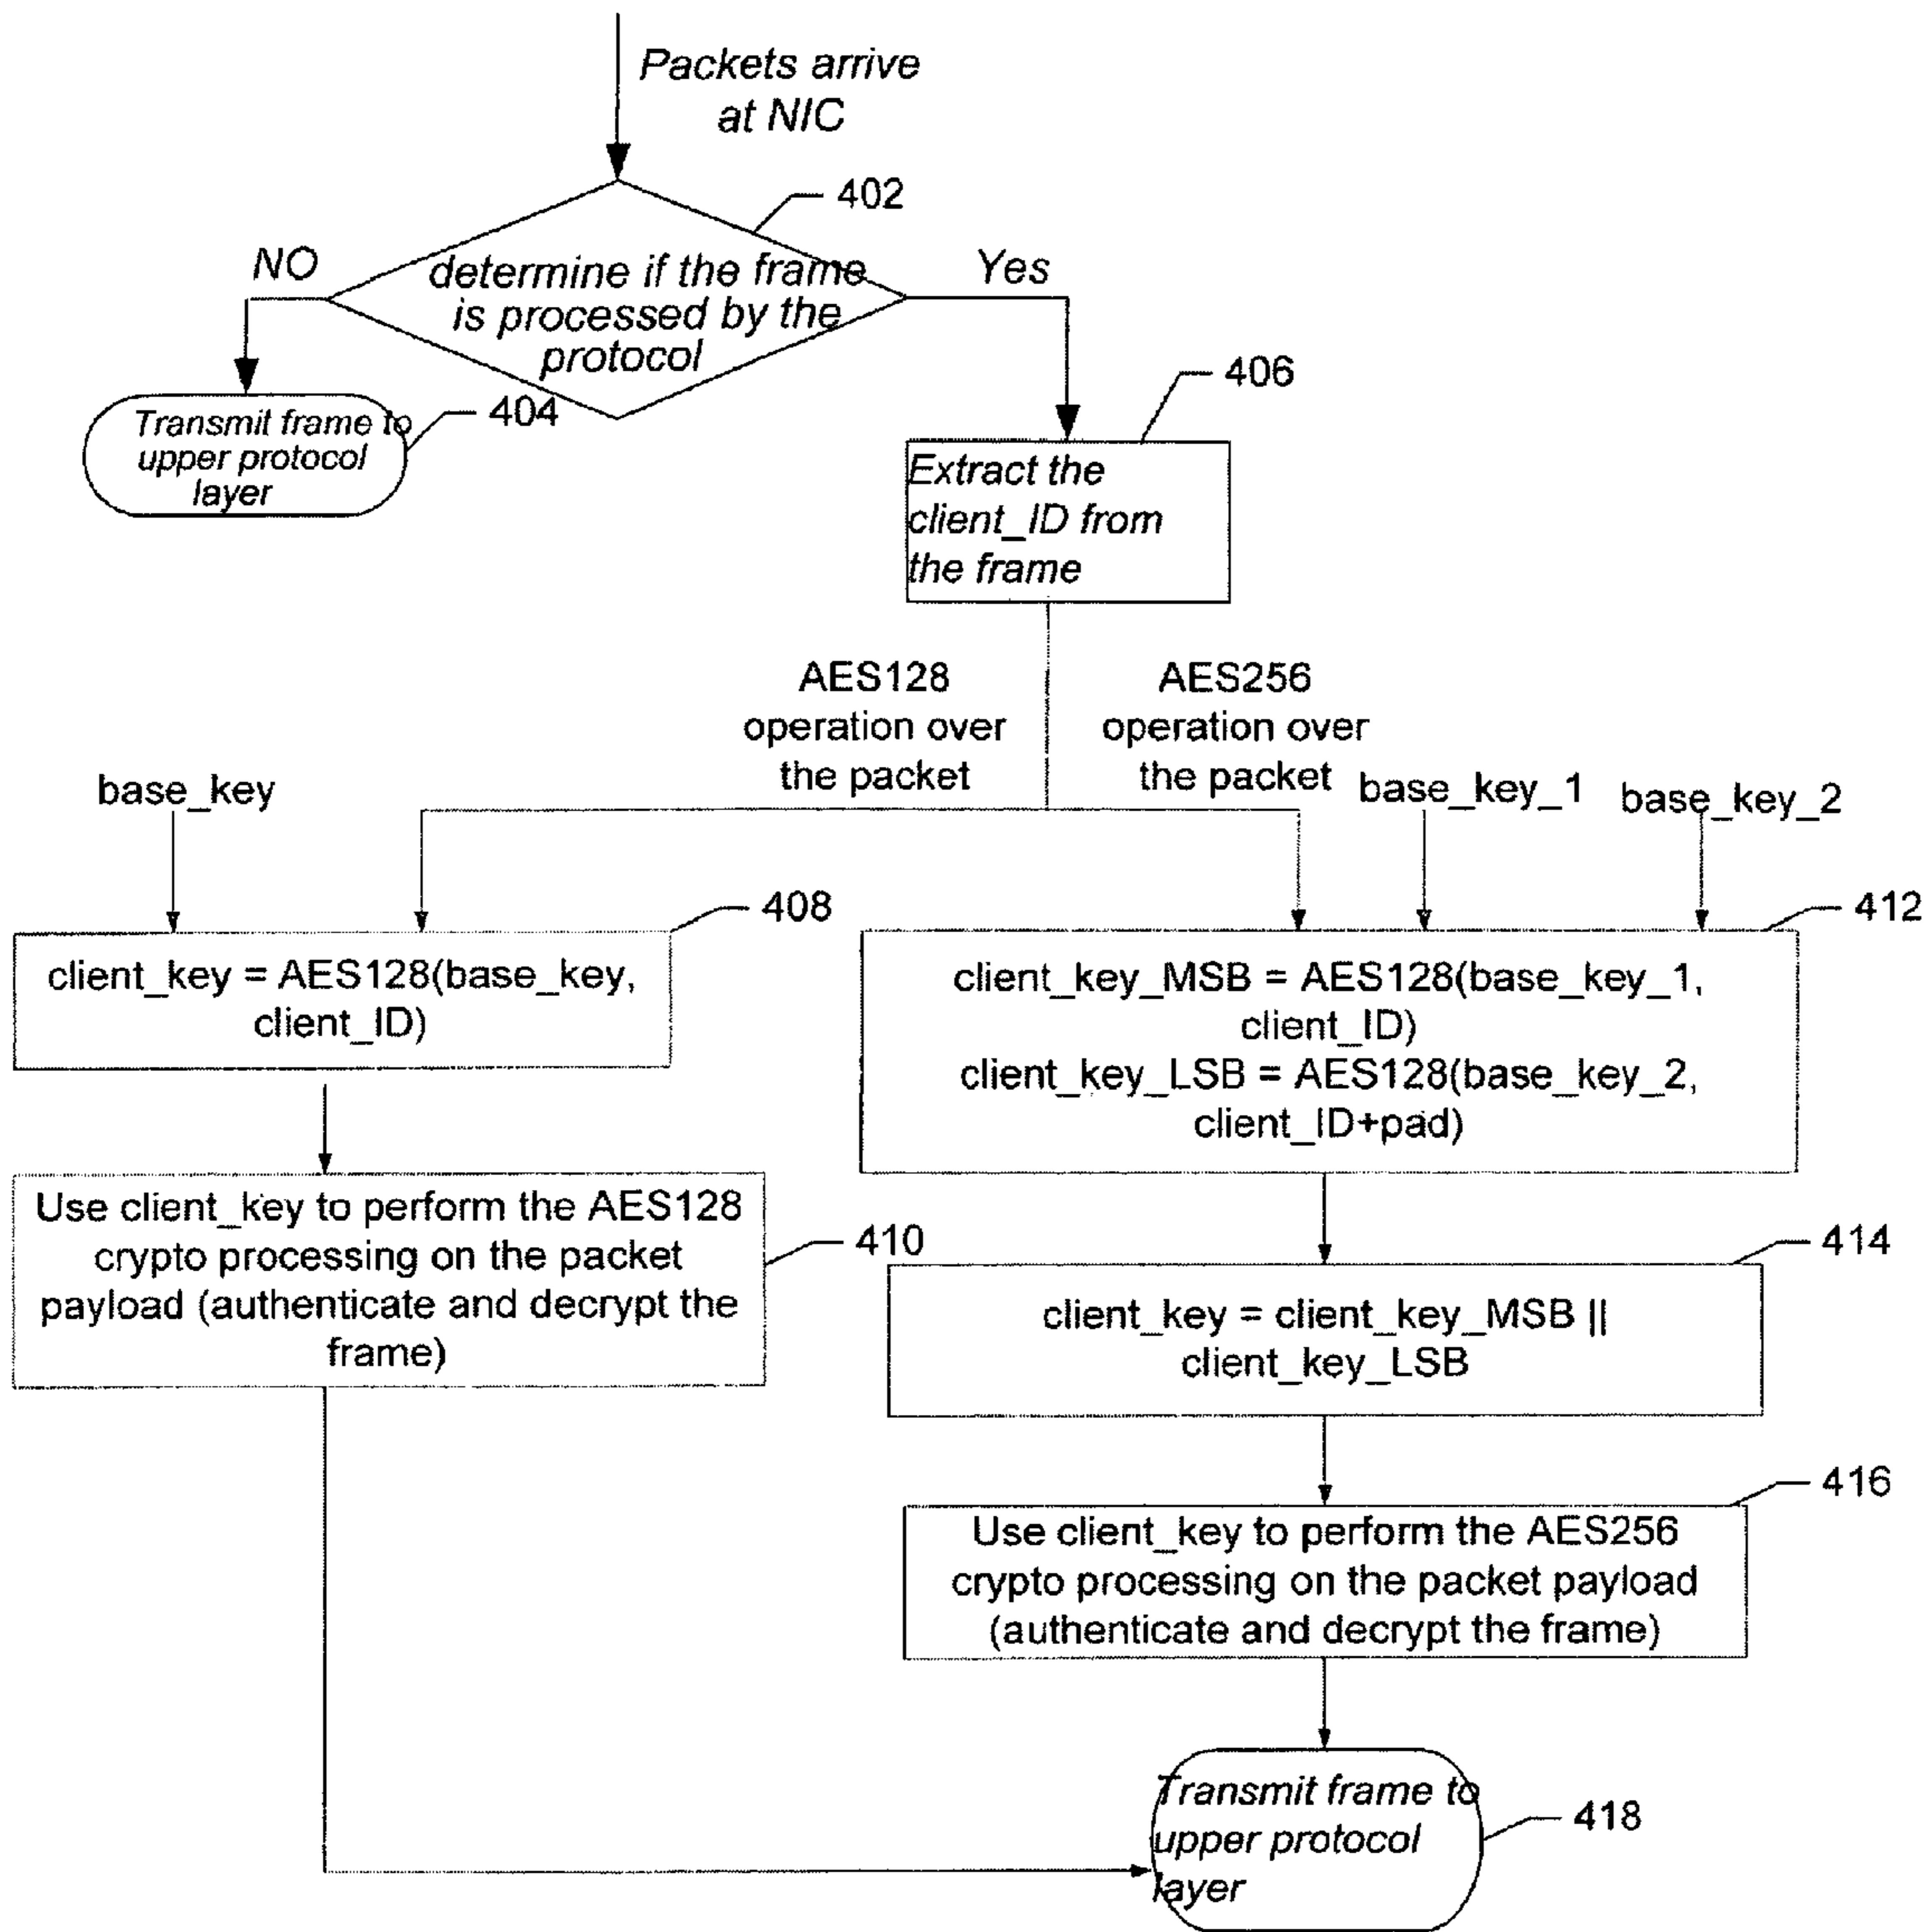 Packets arrive
at NIC
402
NO
determine if the frame
is processed by the
protocol
Yes
404
Transmit frame to
upper protocol
layer
406
Extract the
client_ID from
the frame
AES128
operation over
the packet
AES256
operation over
the packet
base_key
base_key_1
base_key_2
408
client_key = AES128(base_key,
client_ID)
412
client_key_MSB = AES128(base_key_1,
client_ID)
client_key_LSB = AES128(base_key_2,
client_ID+pad)
410
Use client_key to perform the AES128
crypto processing on the packet
payload (authenticate and decrypt the
frame)
414
client_key = client_key_MSB ||
client_key_LSB
416
Use client_key to perform the AES256
crypto processing on the packet payload
(authenticate and decrypt the frame)
Transmit frame to
upper protocol
layer
418